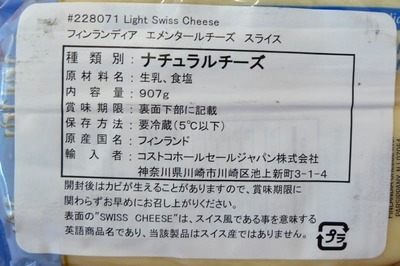 #228071 Light Swiss Cheese
フィンランディア エメンタールチーズ スライス
種類別：ナチュラルチーズ
原材料名：生乳、食塩
内容量：907g
賞味期限：裏面下部に記載
保存方法：要冷蔵(5℃以下)
原産国名：フィンランド
輸入者：コストコホールセールジャパン株式会社
神奈川県川崎市川崎区池上新町3-1-4
開封後はカビが生えることがありますので、賞味期限に
関わらずお早めにお召し上がりください。
表面の"SWISS CHEESE"は、スイス風である事を意味する
英語商品名であり、当該製品はスイス産ではありません。
プラ